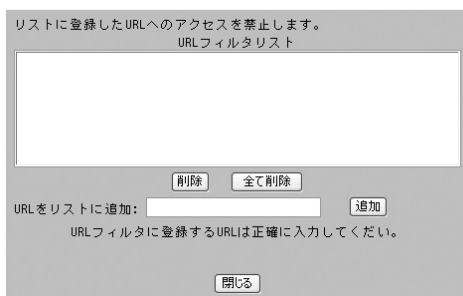 リストに登録したURLへのアクセスを禁止します。
URLフィルタリスト
削除 全て削除
URLをリストに追加: 追加
URLフィルタに登録するURLは正確に入力してくだい。
閉じる